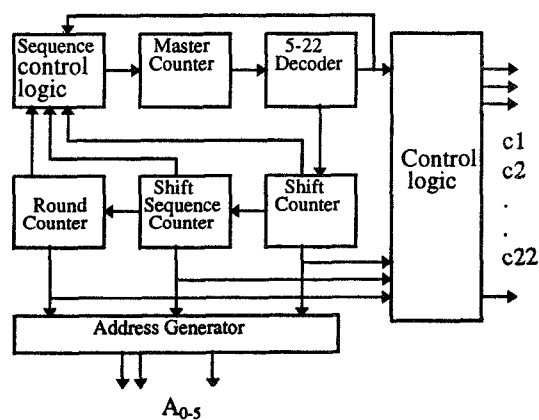 Sequence
control
logic
Master
Counter
5-22
Decoder
Control
logic
c1
c2
.
.
c22
Round
Counter
Shift
Sequence
Counter
Shift
Counter
Address Generator
A0-5